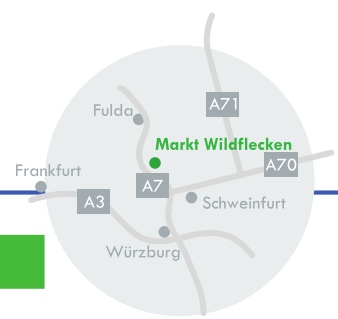 A71
Fulda
Markt Wildflecken
A70
Frankfurt
A7
A3
Schweinfurt
Würzburg